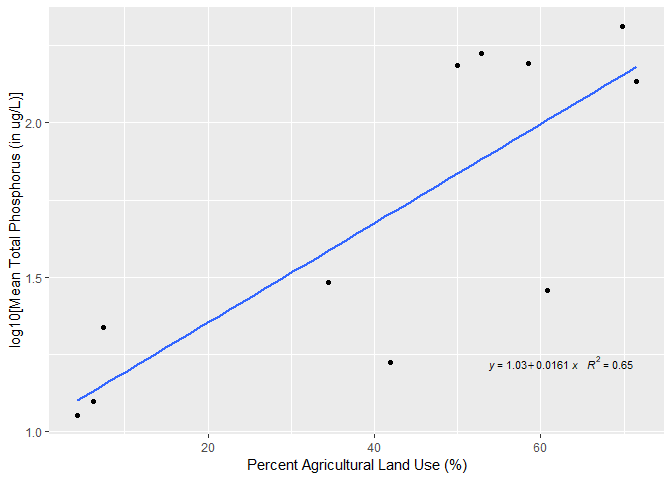 log10[Mean Total Phosphorus (in ug/L)]
2.0
1.5
1.0
y = 1.03 + 0.0161 x R² = 0.65
20 40 60
Percent Agricultural Land Use (%)